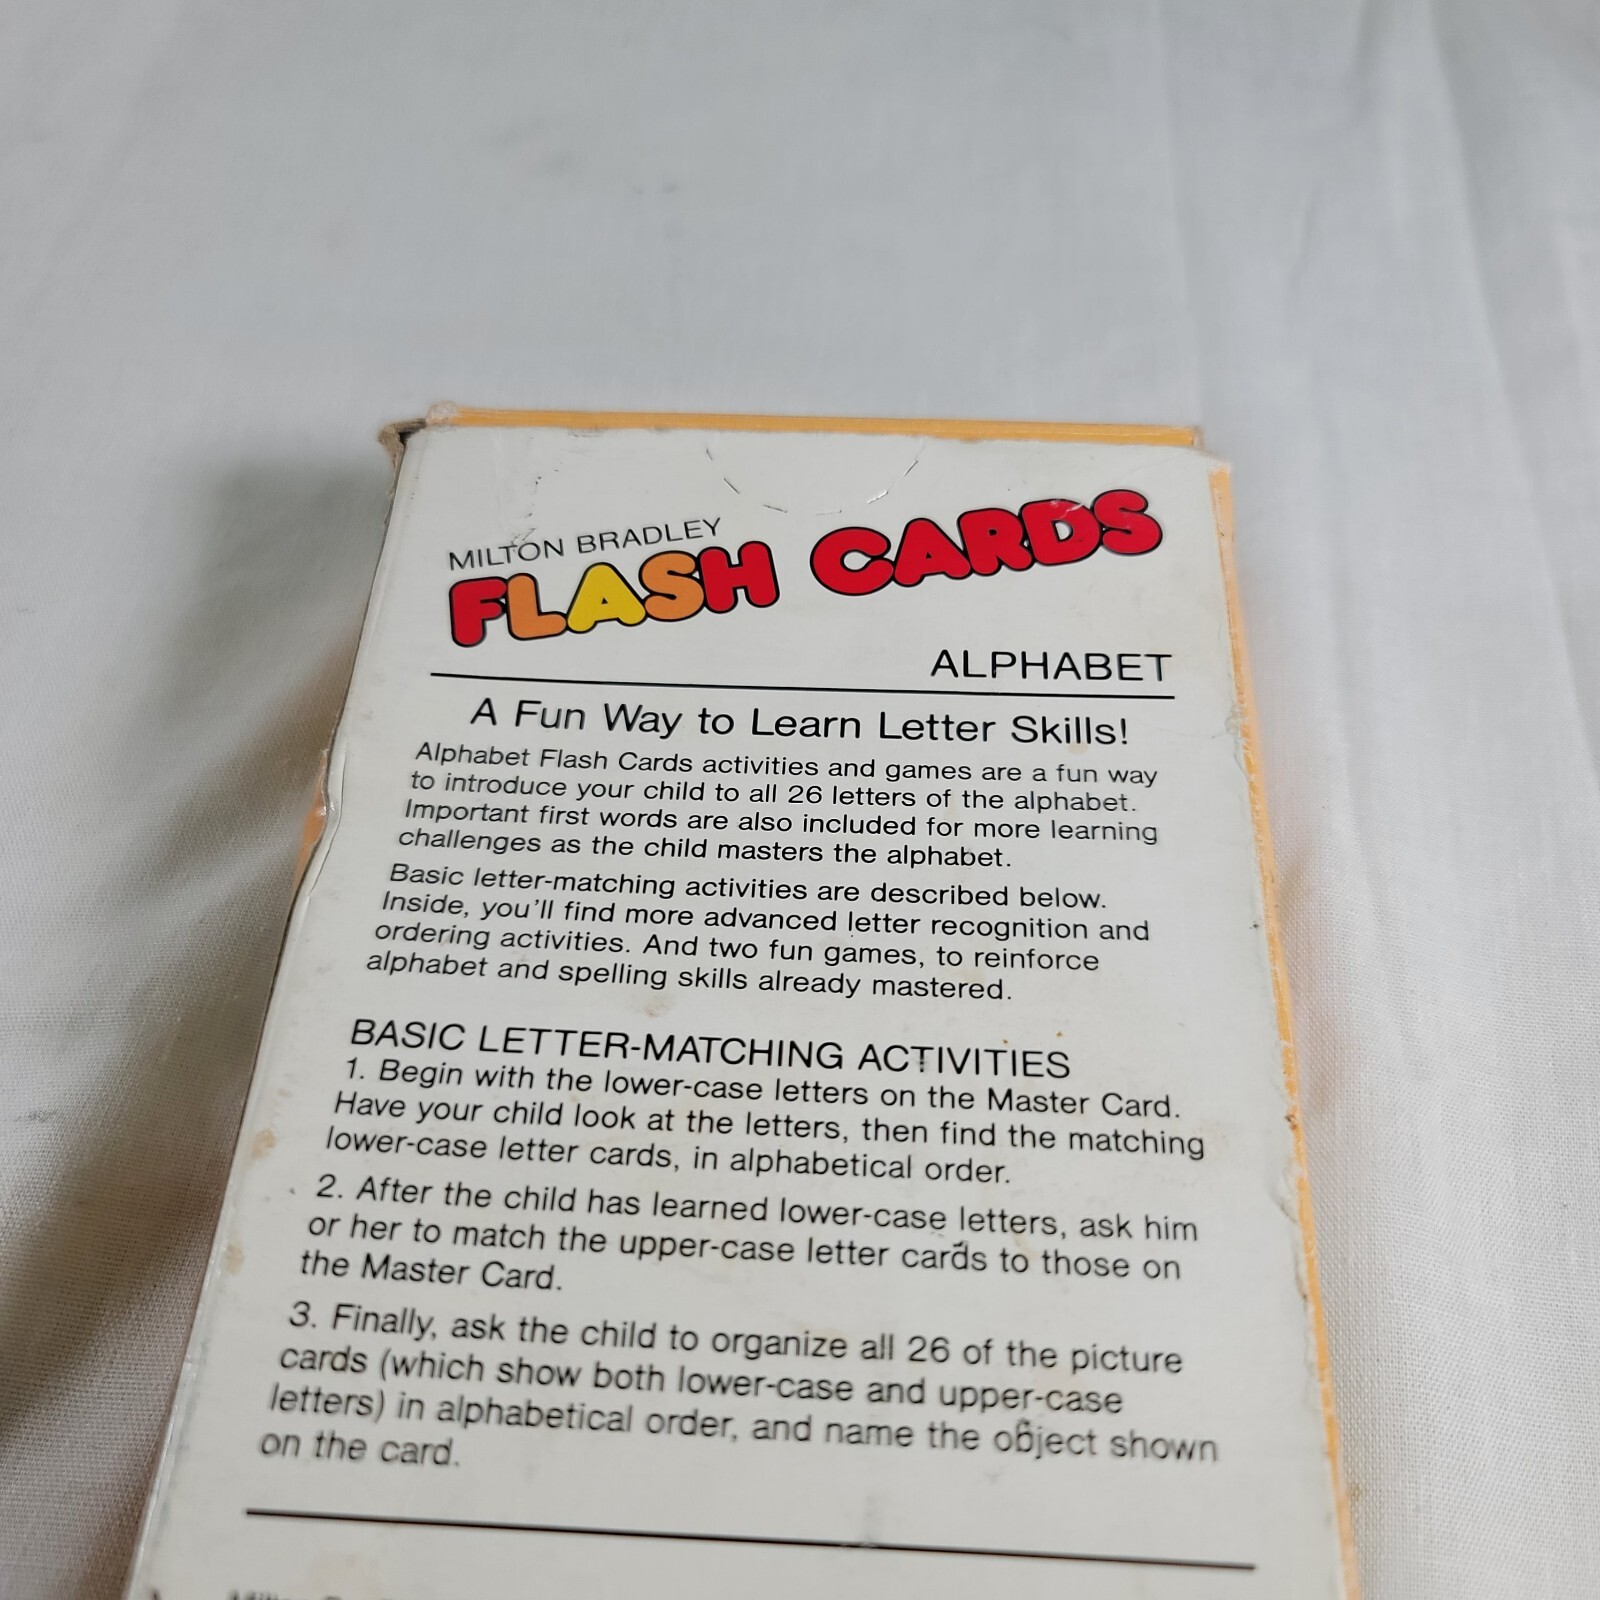 MILTON BRADLEY
FLASH CARDS
ALPHABET
A Fun Way to Learn Letter Skills!
Alphabet Flash Cards activities and games are a fun way
to introduce your child to all 26 letters of the alphabet.
Important first words are also included for more learning
challenges as the child masters the alphabet.
Basic letter-matching activities are described below.
Inside, you'll find more advanced letter recognition and
ordering activities. And two fun games, to reinforce
alphabet and spelling skills already mastered.
BASIC LETTER-MATCHING ACTIVITIES
1. Begin with the lower-case letters on the Master Card.
Have your child look at the letters, then find the matching
lower-case letter cards, in alphabetical order.
2. After the child has learned lower-case letters, ask him
or her to match the upper-case letter cards to those on
the Master Card.
3. Finally, ask the child to organize all 26 of the picture
cards (which show both lower-case and upper-case
letters) in alphabetical order, and name the object shown
on the card.